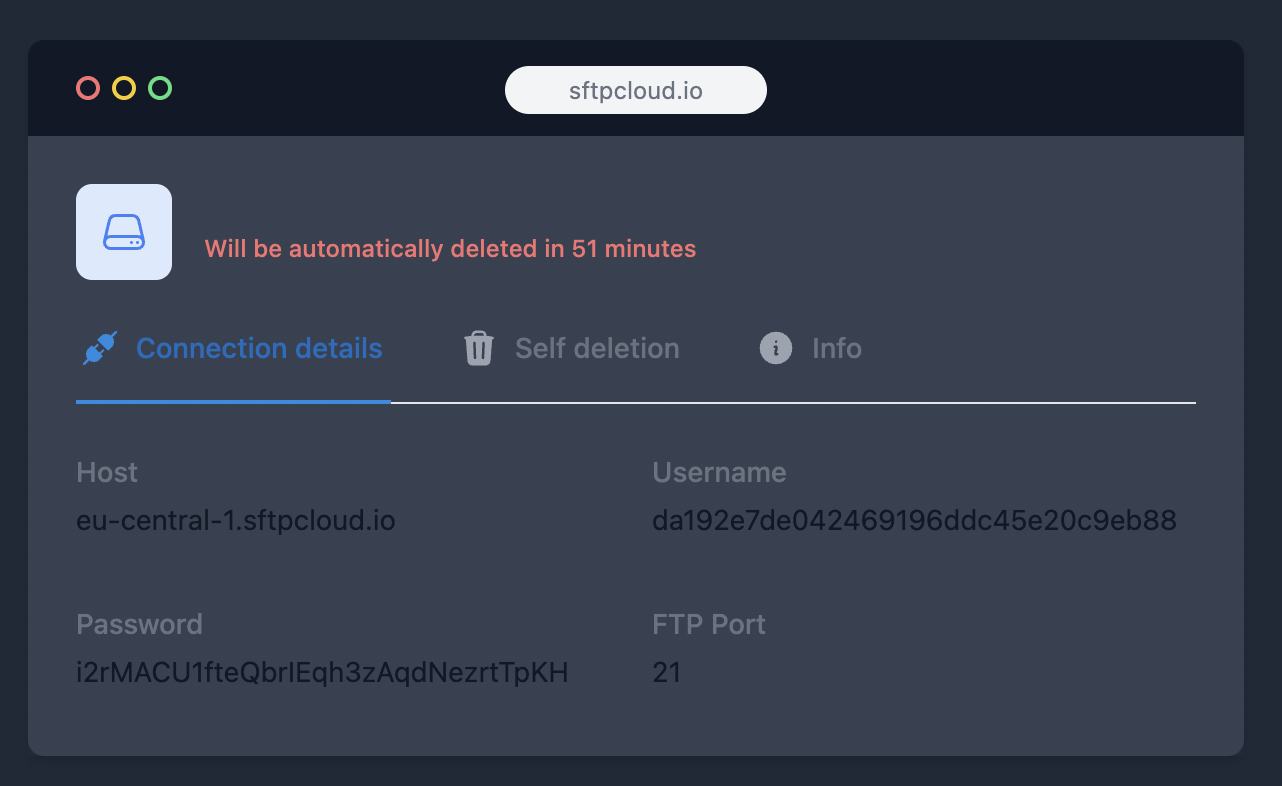 sftpcloud.io
Will be automatically deleted in 51 minutes
Connection details Self deletion Info
Host Username
eu-central-1.sftpcloud.io da192e7de042469196ddc45e20c9eb88
Password FTP Port
i2rMACU1fteQbrIEqh3zAqdNezrtTpKH 21